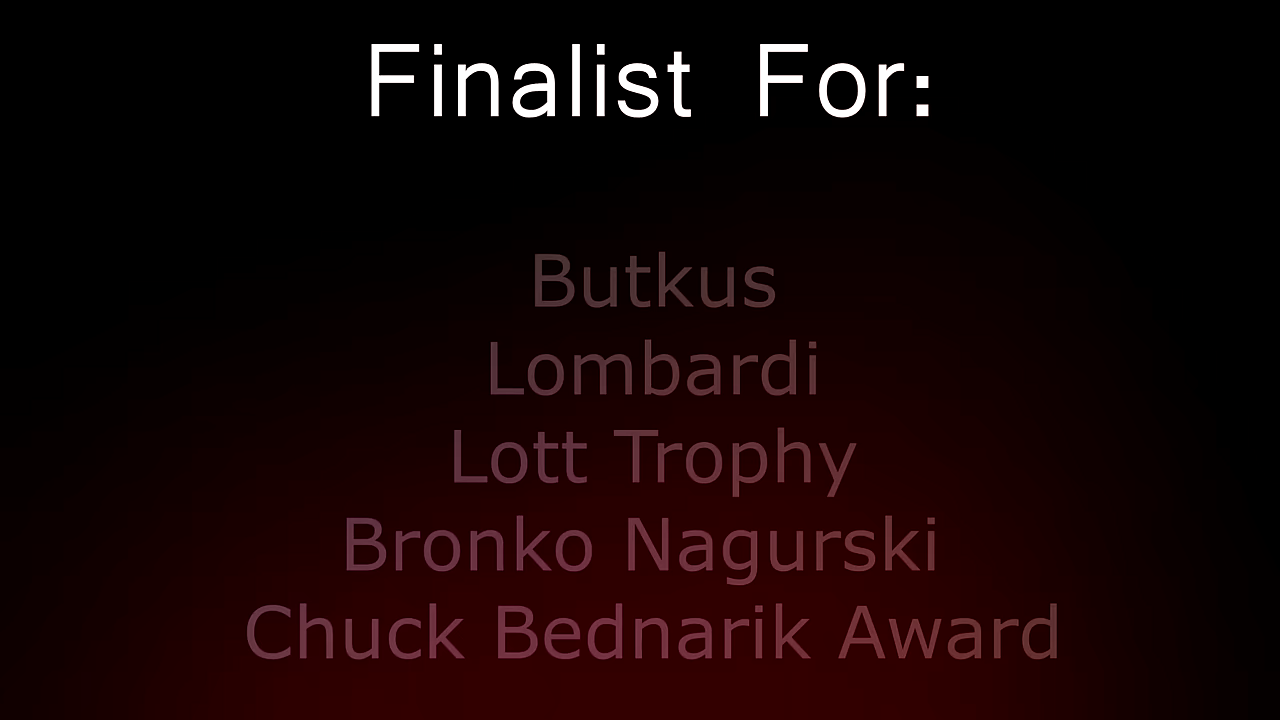 Finalist For:
Butkus
Lombardi
Lott Trophy
Bronko Nagurski
Chuck Bednarik Award